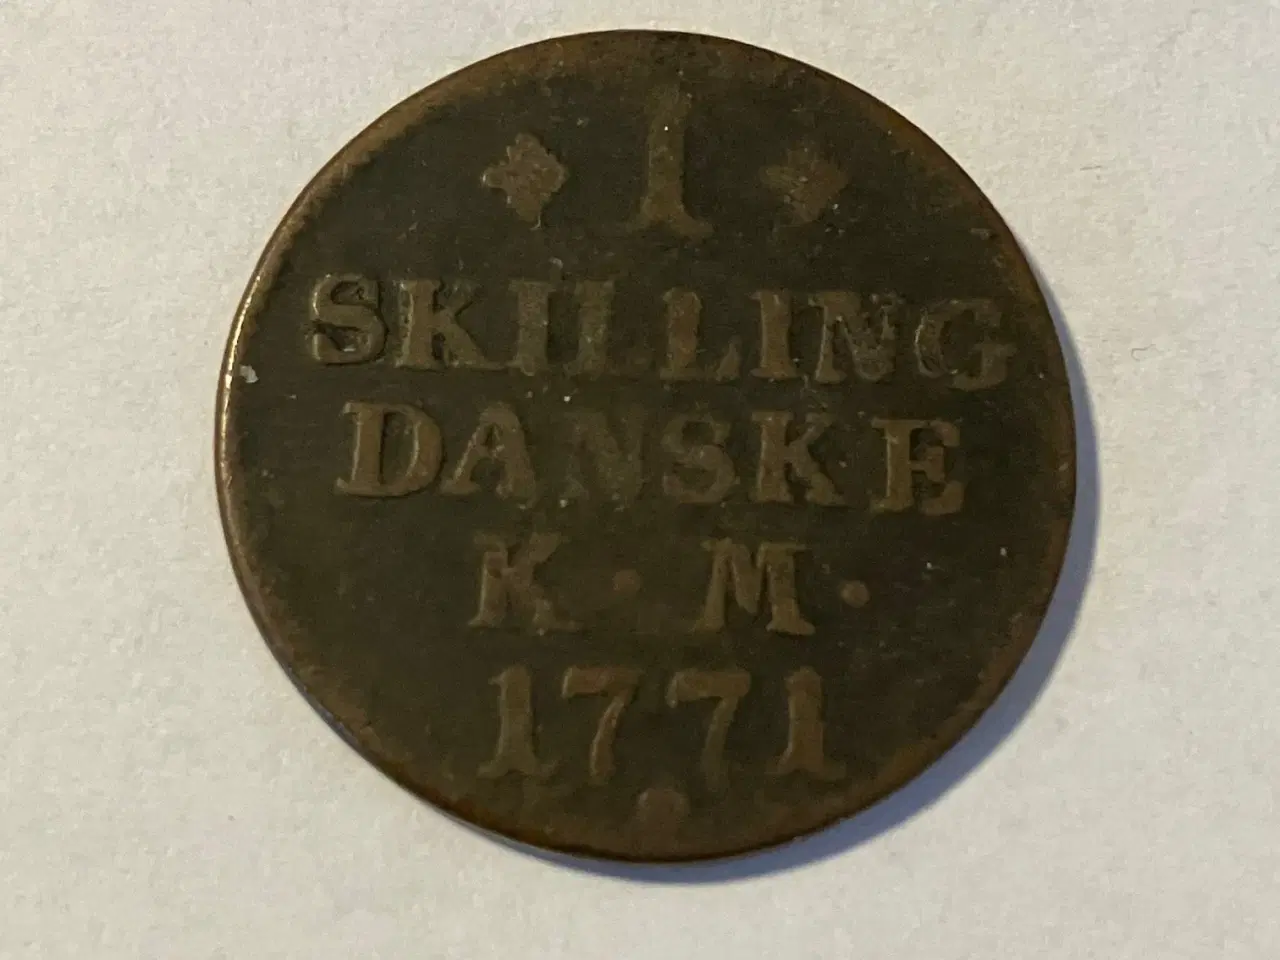 1
SKILLING
DANSKE
K · M ·
1771